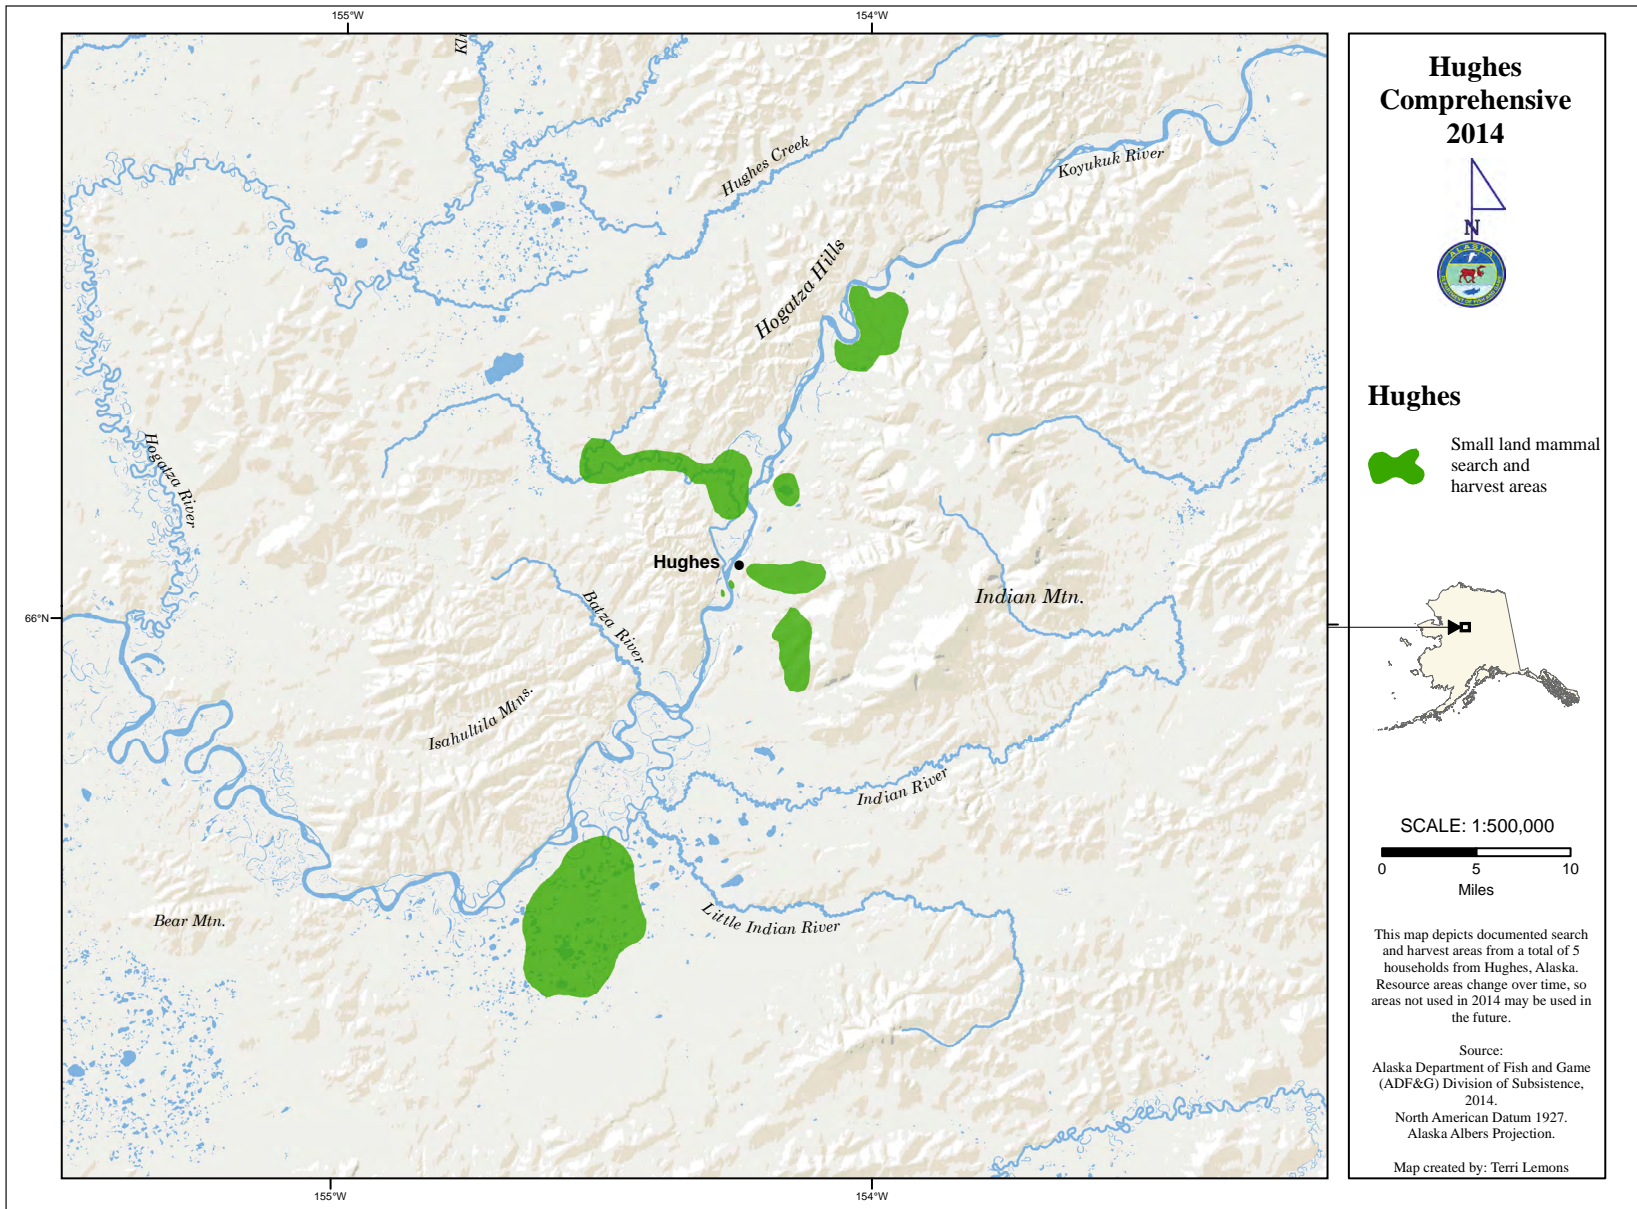 155°W
154°W
Kli
Hughes Creek
Koyukuk River
Hogatza Hills
Hogatza River
Hughes
Indian Mtn.
Batza River
66°N
Isahultila Mtns.
Indian River
Little Indian River
Bear Mtn.
155°W
154°W
Hughes
Comprehensive
2014
N
ALASKA
Hughes
Small land mammal
search and
harvest areas
SCALE: 1:500,000
0 5 10
Miles
This map depicts documented search
and harvest areas from a total of 5
households from Hughes, Alaska.
Resource areas change over time, so
areas not used in 2014 may be used in
the future.
Source:
Alaska Department of Fish and Game
(ADF&G) Division of Subsistence,
2014.
North American Datum 1927.
Alaska Albers Projection.
Map created by: Terri Lemons